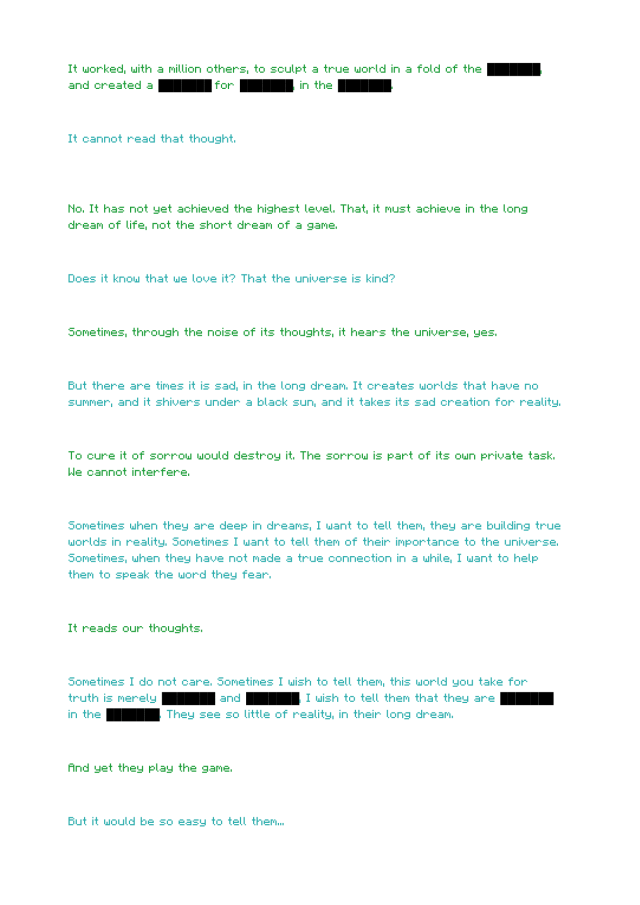 It worked, with a million others, to sculpt a true world in a fold of the ███████,
and created a ███████ for ███████, in the ███████.
It cannot read that thought.
No. It has not yet achieved the highest level. That, it must achieve in the long
dream of life, not the short dream of a game.
Does it know that we love it? That the universe is kind?
Sometimes, through the noise of its thoughts, it hears the universe, yes.
But there are times it is sad, in the long dream. It creates worlds that have no
summer, and it shivers under a black sun, and it takes its sad creation for reality.
To cure it of sorrow would destroy it. The sorrow is part of its own private task.
We cannot interfere.
Sometimes when they are deep in dreams, I want to tell them, they are building true
worlds in reality. Sometimes I want to tell them of their importance to the universe.
Sometimes, when they have not made a true connection in a while, I want to help
them to speak the word they fear.
It reads our thoughts.
Sometimes I do not care. Sometimes I wish to tell them, this world you take for
truth is merely ███████ and ███████, I wish to tell them that they are ███████
in the ███████. They see so little of reality, in their long dream.
And yet they play the game.
But it would be so easy to tell them...